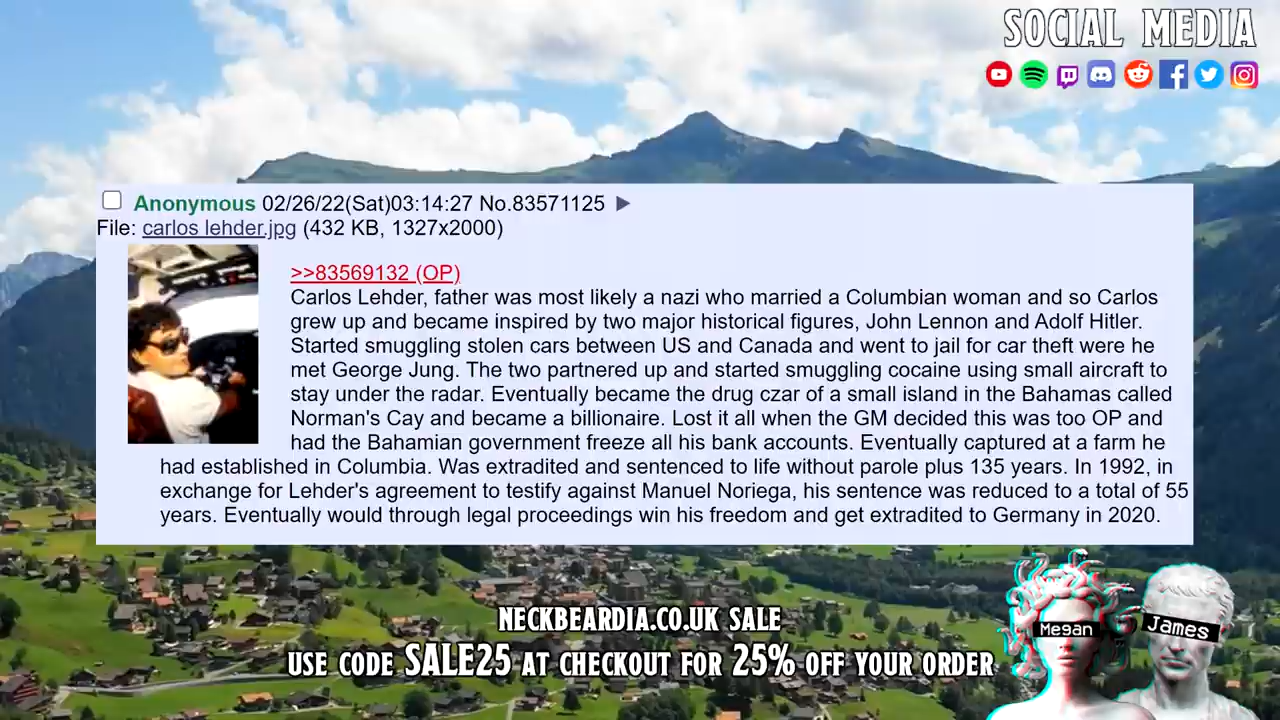 SOCIAL MEDIA
Anonymous 02/26/22(Sat)03:14:27 No.83571125 ▶
File: carlos lehder.jpg (432 KB, 1327x2000)
>>83569132 (OP)
Carlos Lehder, father was most likely a nazi who married a Columbian woman and so Carlos
grew up and became inspired by two major historical figures, John Lennon and Adolf Hitler.
Started smuggling stolen cars between US and Canada and went to jail for car theft were he
met George Jung. The two partnered up and started smuggling cocaine using small aircraft to
stay under the radar. Eventually became the drug czar of a small island in the Bahamas called
Norman's Cay and became a billionaire. Lost it all when the GM decided this was too OP and
had the Bahamian government freeze all his bank accounts. Eventually captured at a farm he
had established in Columbia. Was extradited and sentenced to life without parole plus 135 years. In 1992, in
exchange for Lehder's agreement to testify against Manuel Noriega, his sentence was reduced to a total of 55
years. Eventually would through legal proceedings win his freedom and get extradited to Germany in 2020.
NECKBEARDIA.CO.UK SALE
USE CODE SALE25 AT CHECKOUT FOR 25% OFF YOUR ORDER
Megan
James